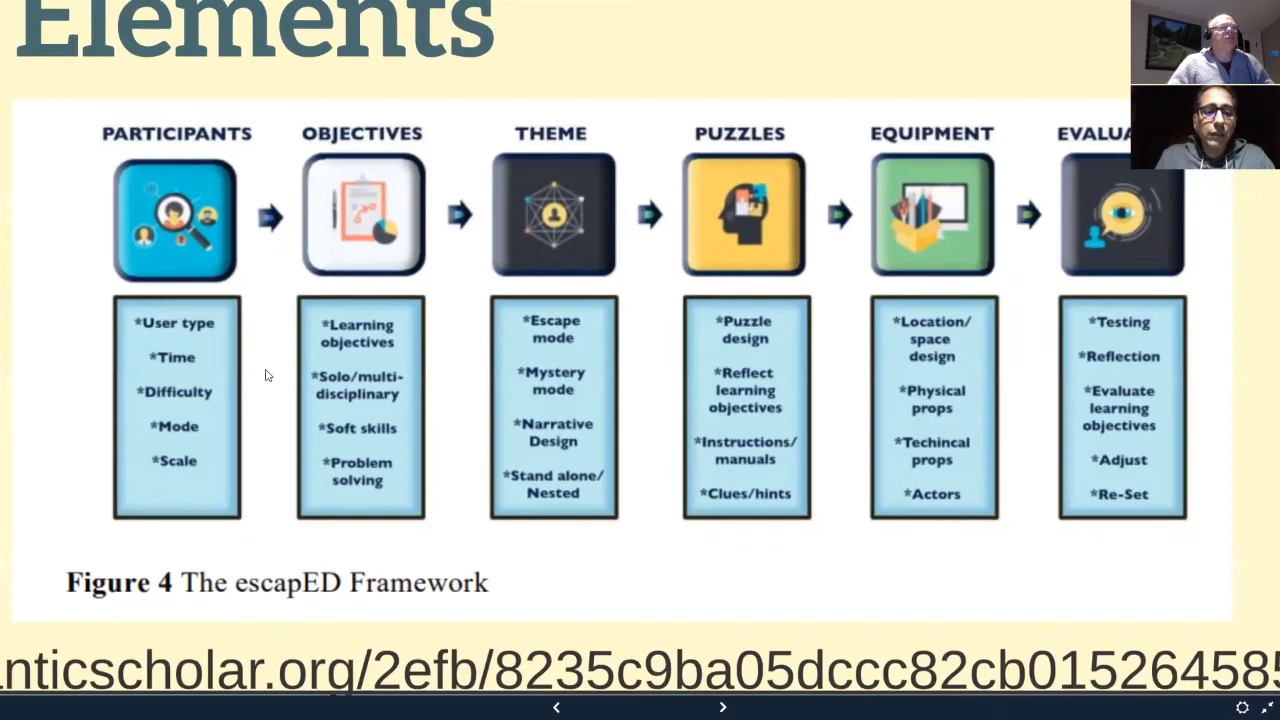 Elements
PARTICIPANTS
OBJECTIVES
THEME
PUZZLES
EQUIPMENT
*User type
*Time
*Difficulty
*Mode
*Scale
*Learning
objectives
*Solo/multi-
disciplinary
*Soft skills
*Problem
solving
*Escape
mode
*Mystery
mode
*Narrative
Design
*Stand alone/
Nested
*Puzzle
design
*Reflect
learning
objectives
*Instructions/
manuals
*Clues/hints
*Location/
space
design
*Physical
props
*Techincal
props
*Actors
*Testing
*Reflection
*Evaluate
learning
objectives
*Adjust
*Re-Set
Figure 4 The escapED Framework
nticscholar.org/2efb/8235c9ba05dccc82cb01526458